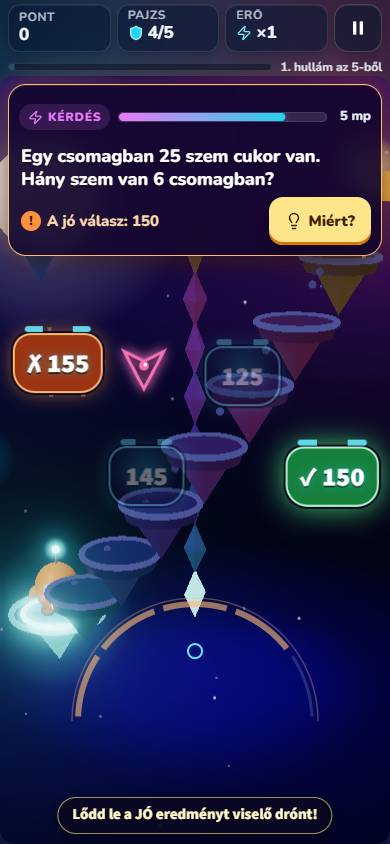 PONT
0
PAJZS
4/5
ERŐ
×1
1. hullám az 5-ből
KÉRDÉS
5 mp
Egy csomagban 25 szem cukor van.
Hány szem van 6 csomagban?
! A jó válasz: 150
Miért?
X 155
125
145
✓ 150
Lődd le a JÓ eredményt viselő drónt!